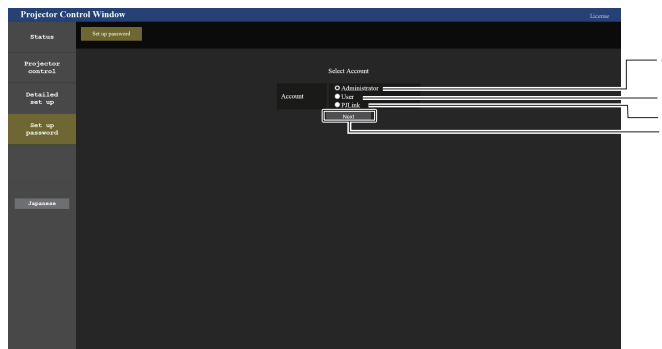 Projector Control Window
License
Status
Set up password
Projector
control
Select Account
Account
Administrator
User
PJLink
Detailed
set up
Next
Set up
password
Japanese